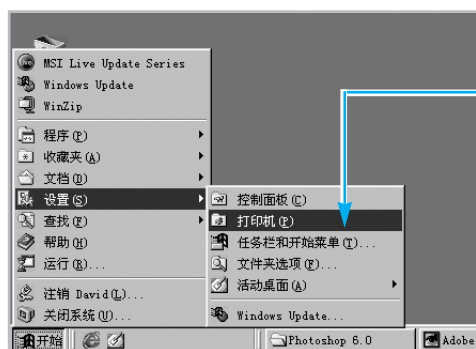 MSI Live Update Series
Windows Update
WinZip
程序(P)
收藏夹(A)
文档(D)
设置(S)
查找(F)
帮助(H)
运行(R)...
注销 David(L)...
关闭系统(U)...
控制面板(C)
打印机(P)
任务栏和开始菜单(T)...
文件夹选项(F)...
活动桌面(A)
Windows Update...
开始
Photoshop 6.0
Adobe